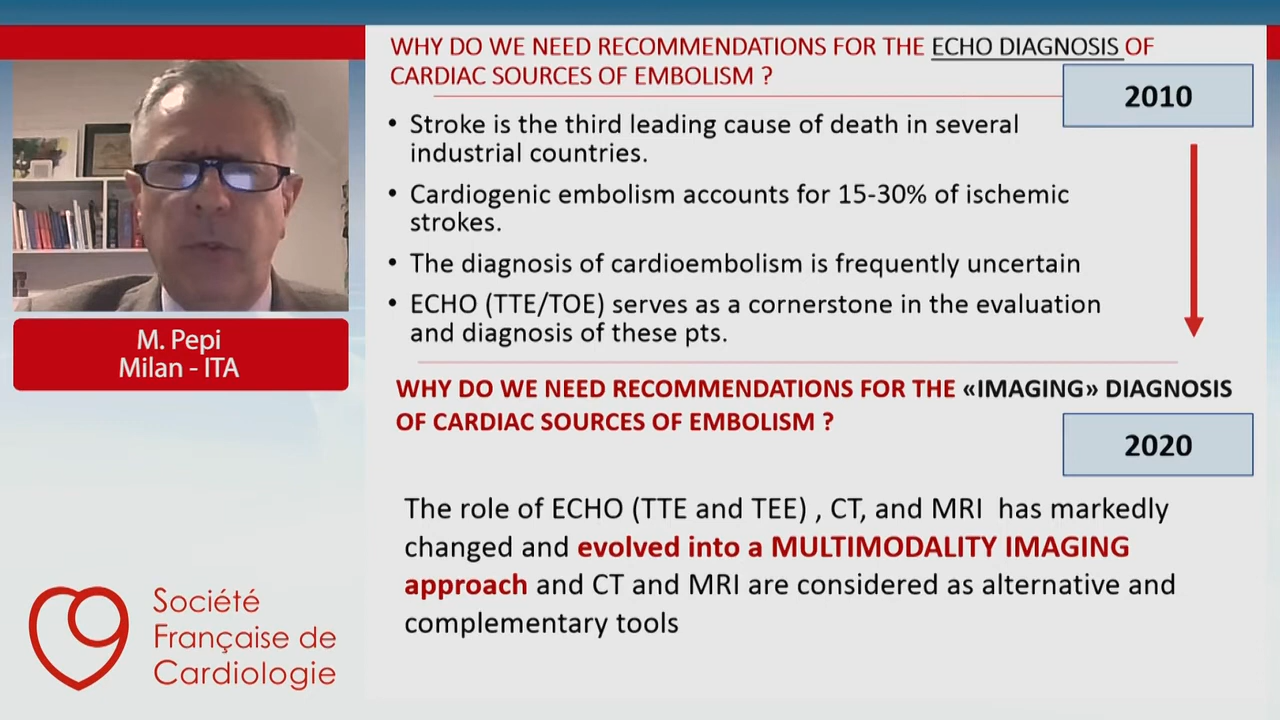 WHY DO WE NEED RECOMMENDATIONS FOR THE ECHO DIAGNOSIS OF
CARDIAC SOURCES OF EMBOLISM ?
2010
• Stroke is the third leading cause of death in several
industrial countries.
• Cardiogenic embolism accounts for 15-30% of ischemic
strokes.
• The diagnosis of cardioembolism is frequently uncertain
• ECHO (TTE/TOE) serves as a cornerstone in the evaluation
and diagnosis of these pts.
M. Pepi
Milan - ITA
WHY DO WE NEED RECOMMENDATIONS FOR THE «IMAGING» DIAGNOSIS
OF CARDIAC SOURCES OF EMBOLISM ?
2020
The role of ECHO (TTE and TEE) , CT, and MRI has markedly
changed and evolved into a MULTIMODALITY IMAGING
approach and CT and MRI are considered as alternative and
complementary tools
Société
Française de
Cardiologie